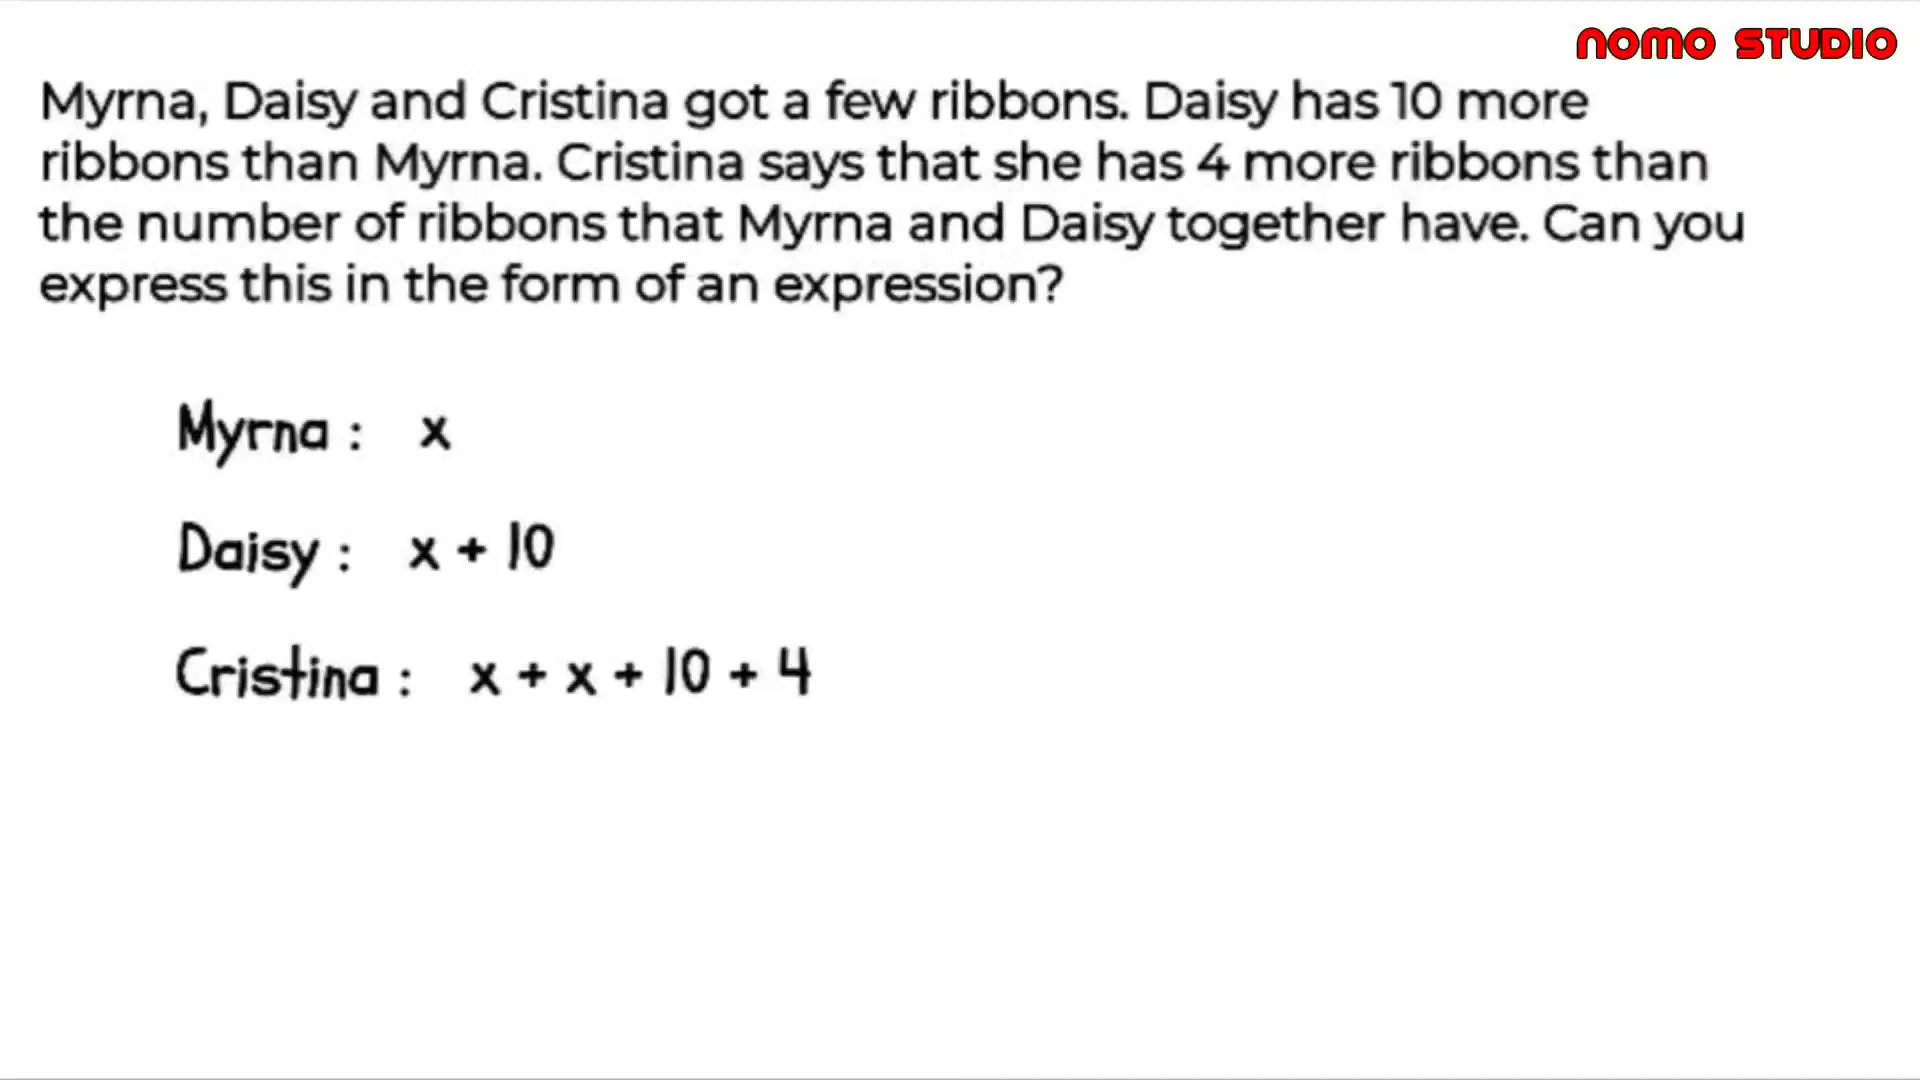 NOMO STUDIO
Myrna, Daisy and Cristina got a few ribbons. Daisy has 10 more
ribbons than Myrna. Cristina says that she has 4 more ribbons than
the number of ribbons that Myrna and Daisy together have. Can you
express this in the form of an expression?
Myrna : x
Daisy : x + 10
Cristina : x + x + 10 + 4